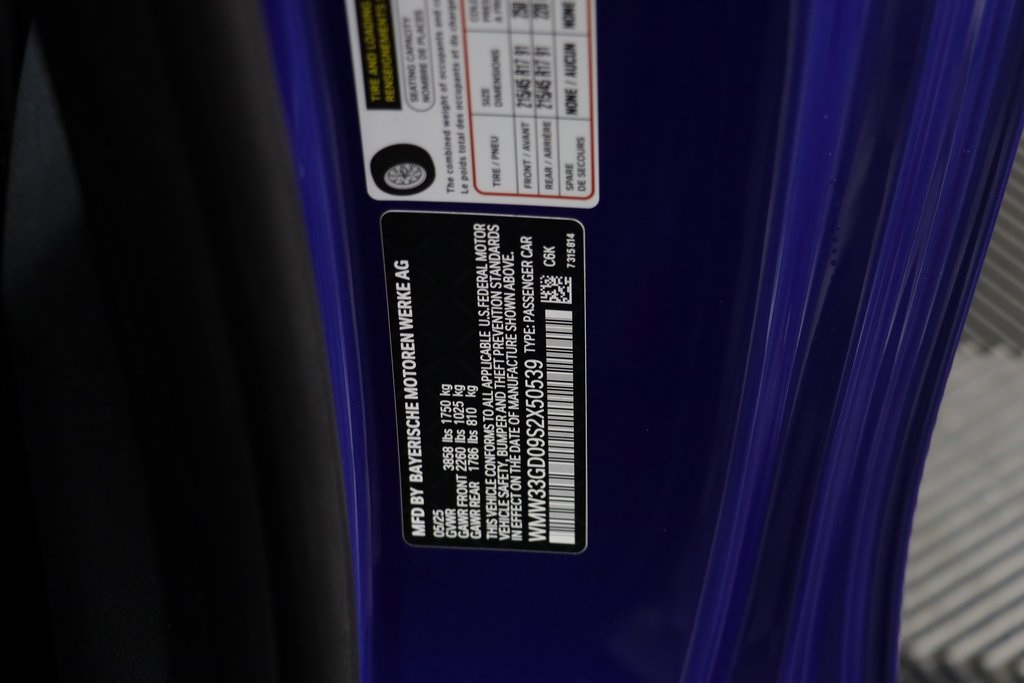 MFD BY BAYERISCHE MOTOREN WERKE AG
05/25
GVWR 3858 lbs 1750 kg
GAWR FRONT 2260 lbs 1025 kg
GAWR REAR 1786 lbs 810 kg
THIS VEHICLE CONFORMS TO ALL APPLICABLE U.S.FEDERAL MOTOR
VEHICLE SAFETY, BUMPER AND THEFT PREVENTION STANDARDS
IN EFFECT ON THE DATE OF MANUFACTURE SHOWN ABOVE.
WMW33GD09S2X50539 TYPE: PASSENGER CAR
C6K
7315814
TIRE AND LOADING
RENSEIGNEMENTS
SEATING CAPACITY
NOMBRE DE PLACES
The combined weight of occupants and
Le poids total des occupants et du
TIRE / PNEU SIZE
DIMENSIONS
FRONT / AVANT 215/45 R17 91 250
REAR / ARRIÈRE 215/45 R17 91 220
SPARE
DE SECOURS NONE / AUCUN NONE